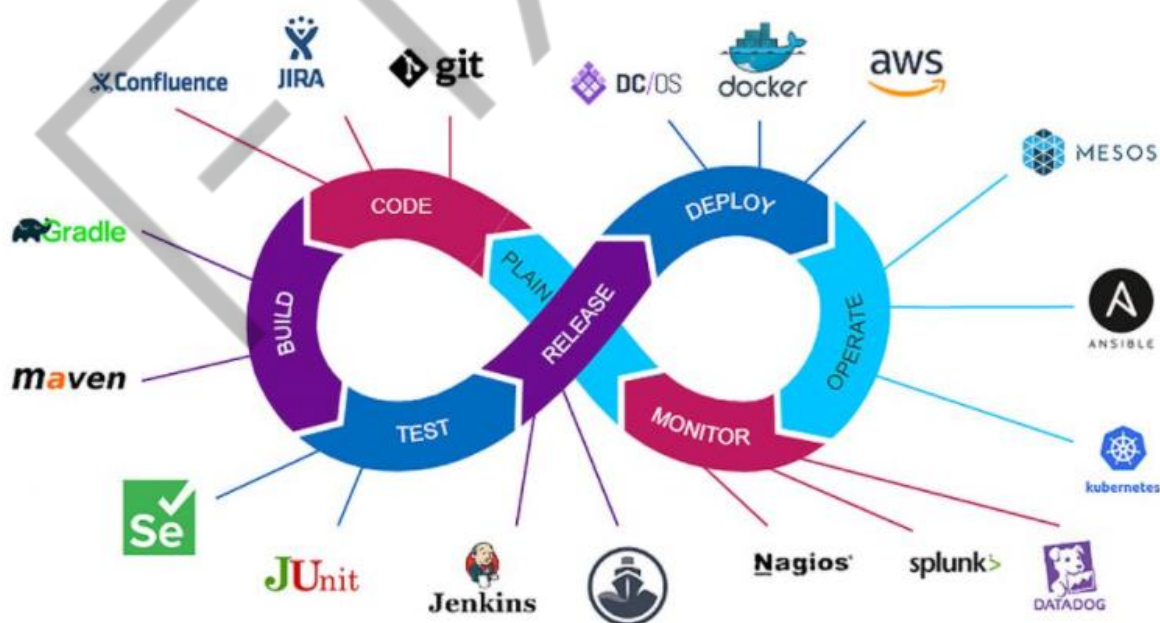 Confluence
JIRA
git
DC/OS
docker
aws
MESOS
Gradle
CODE
DEPLOY
PLAIN
BUILD
RELEASE
OPERATE
ANSIBLE
maven
TEST
MONITOR
kubernetes
Se
JUnit
Jenkins
Nagios®
splunk>
DATADOG